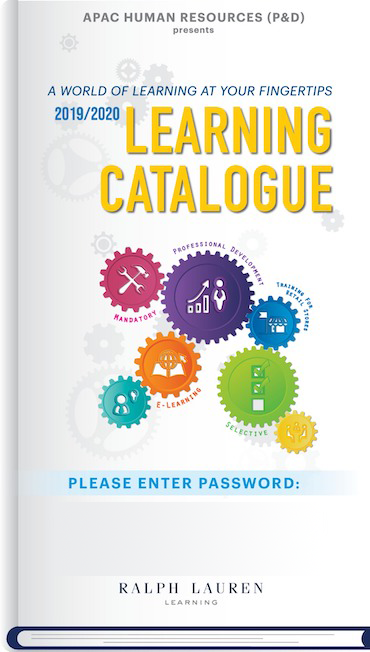 APAC HUMAN RESOURCES (P&D)
presents
A WORLD OF LEARNING AT YOUR FINGERTIPS
2019/2020
LEARNING
CATALOGUE
PROFESSIONAL DEVELOPMENT
MANDATORY
TRAINING FOR
RETAIL STORES
E-LEARNING
SELECTIVE
PLEASE ENTER PASSWORD:
RALPH LAUREN
LEARNING